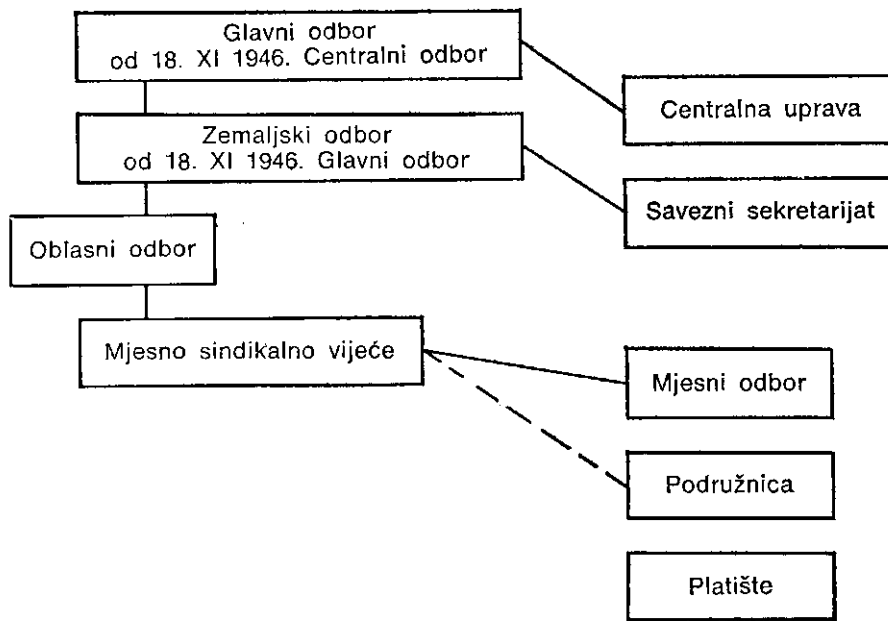 Glavni odbor
od 18. XI 1946. Centralni odbor
Centralna uprava
Zemaljski odbor
od 18. XI 1946. Glavni odbor
Savezni sekretarijat
Oblasni odbor
Mjesno sindikalno vijeće
Mjesni odbor
Podružnica
Platište